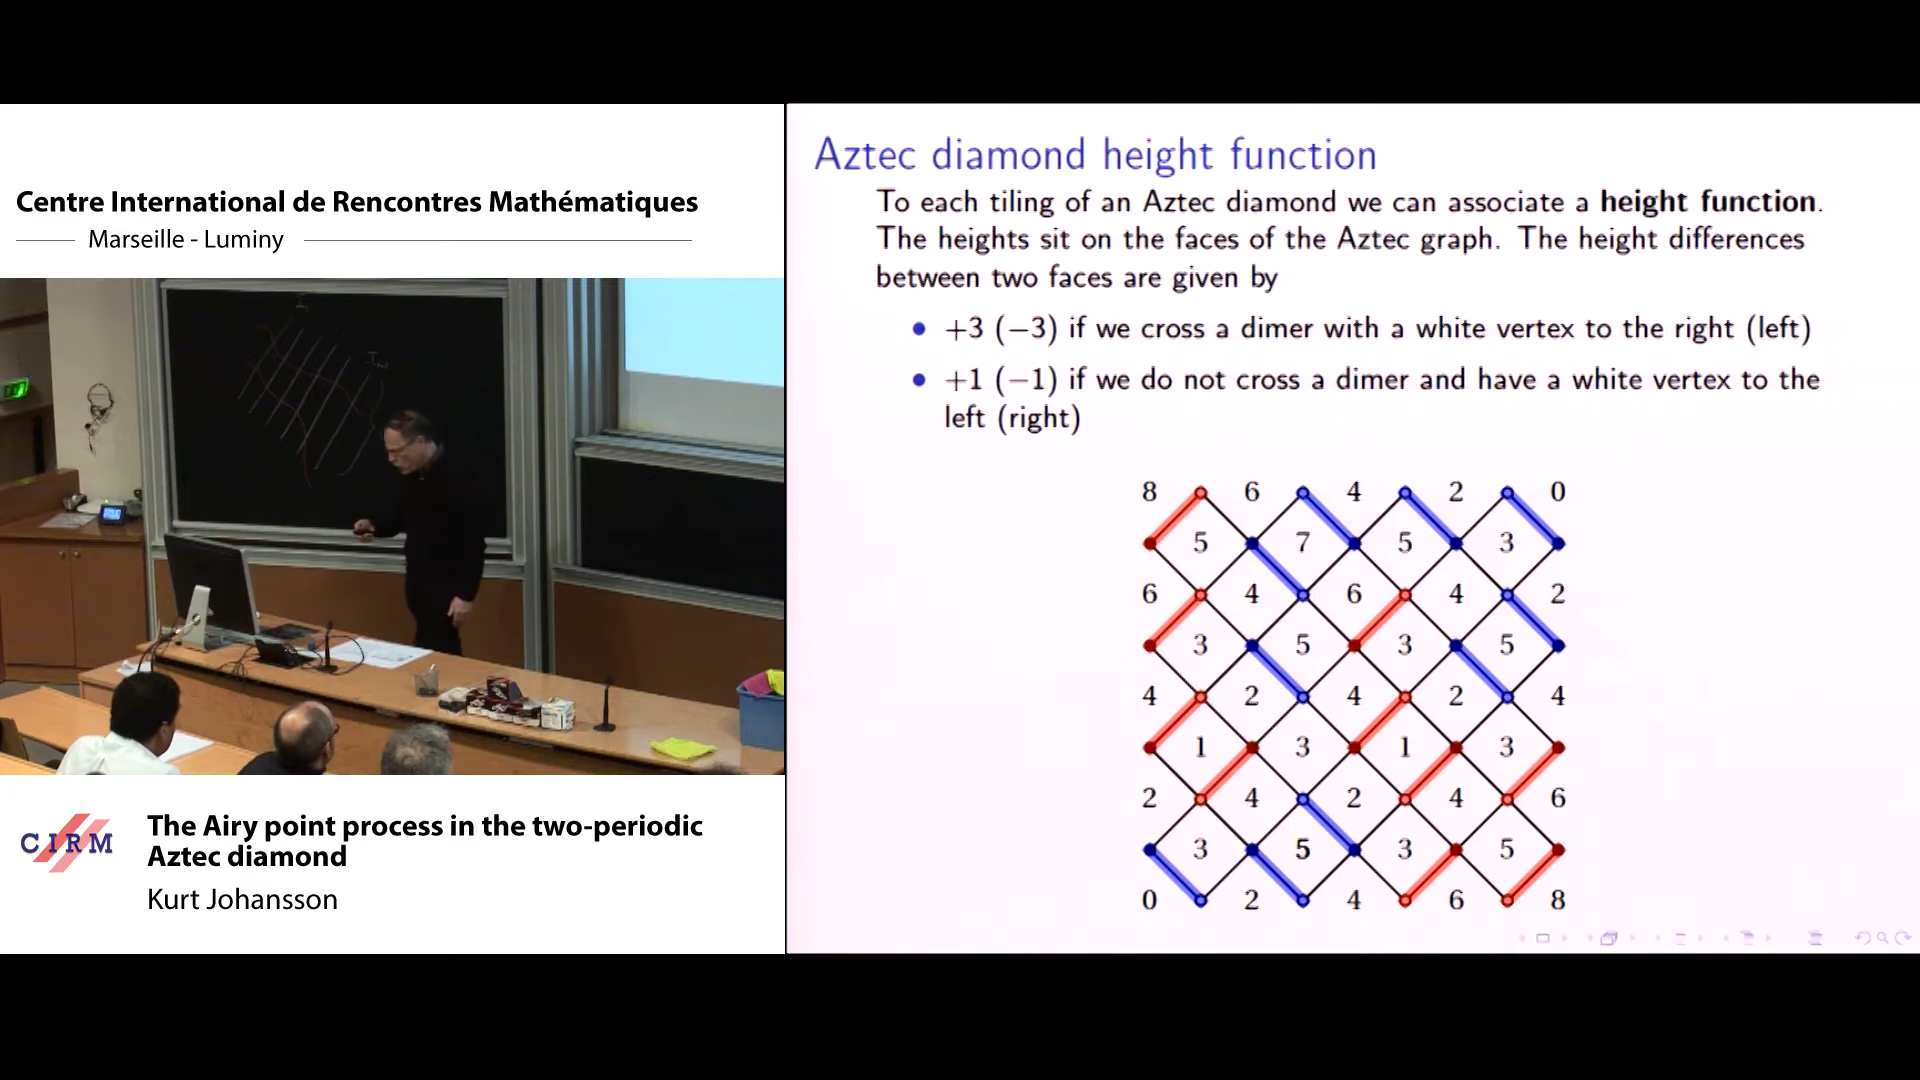 Centre International de Rencontres Mathématiques
Marseille - Luminy
CIRM
The Airy point process in the two-periodic
Aztec diamond
Kurt Johansson
Aztec diamond height function
To each tiling of an Aztec diamond we can associate a height function.
The heights sit on the faces of the Aztec graph. The height differences
between two faces are given by
• +3 (−3) if we cross a dimer with a white vertex to the right (left)
• +1 (−1) if we do not cross a dimer and have a white vertex to the
left (right)
8 6 4 2 0
5 7 5 3
6 4 6 4 2
3 5 3 5
4 2 4 2 4
1 3 1 3
2 4 2 4 6
3 5 3 5
0 2 4 6 8